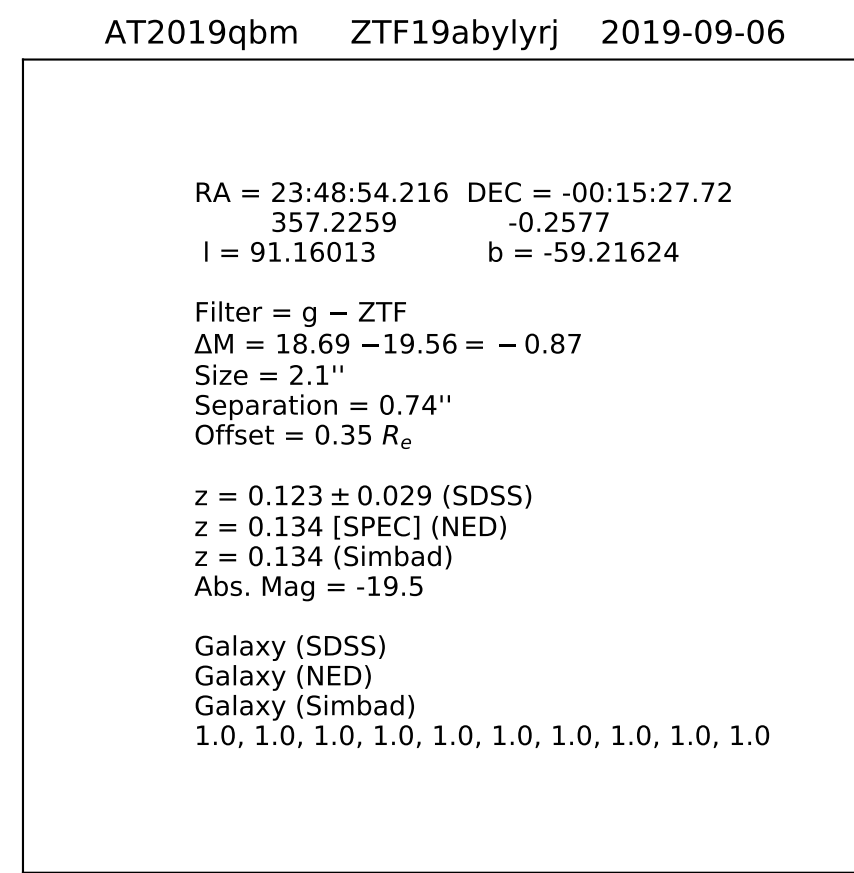 AT2019qbm ZTF19abylyrj 2019-09-06
RA = 23:48:54.216 DEC = -00:15:27.72
357.2259 -0.2577
l = 91.16013 b = -59.21624
Filter = g − ZTF
ΔM = 18.69 −19.56 = − 0.87
Size = 2.1''
Separation = 0.74''
Offset = 0.35 Re
z = 0.123 ± 0.029 (SDSS)
z = 0.134 [SPEC] (NED)
z = 0.134 (Simbad)
Abs. Mag = -19.5
Galaxy (SDSS)
Galaxy (NED)
Galaxy (Simbad)
1.0, 1.0, 1.0, 1.0, 1.0, 1.0, 1.0, 1.0, 1.0, 1.0